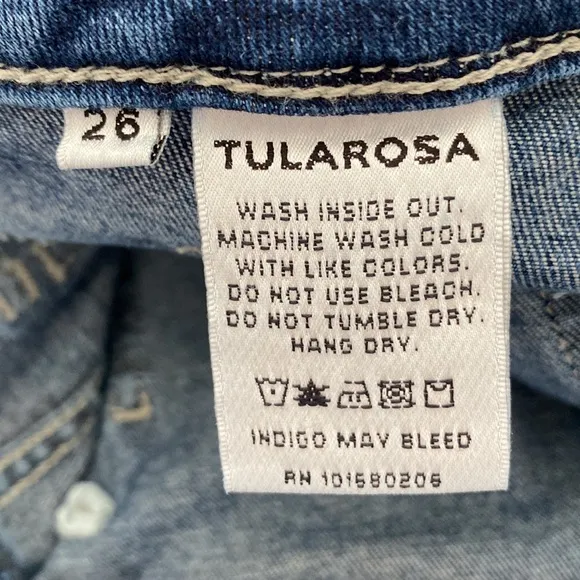 26
TULAROSA
WASH INSIDE OUT.
MACHINE WASH COLD
WITH LIKE COLORS.
DO NOT USE BLEACH.
DO NOT TUMBLE DRY.
HANG DRY.
INDIGO MAY BLEED
RN 101680206